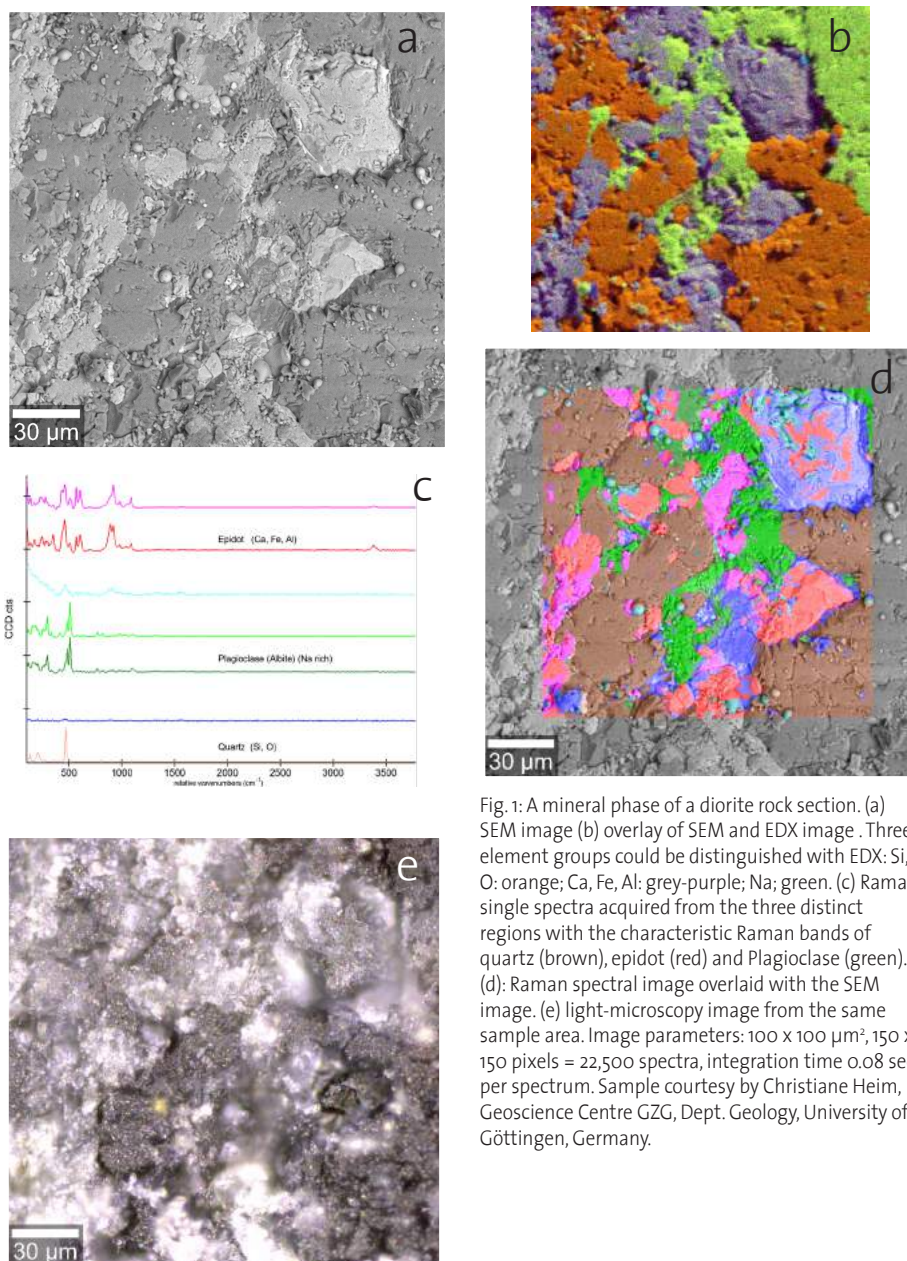 a
30 µm
b
c
Epidot (Ca, Fe, Al)
Plagioclase (Albite) (Na rich)
Quartz (Si, O)
CCD cts
500 1000 1500 2000 2500 3000 3500
relative wavenumbers (cm⁻¹)
d
30 µm
e
30 µm
Fig. 1: A mineral phase of a diorite rock section. (a)
SEM image (b) overlay of SEM and EDX image . Three
element groups could be distinguished with EDX: Si,
O: orange; Ca, Fe, Al: grey-purple; Na; green. (c) Rama
single spectra acquired from the three distinct
regions with the characteristic Raman bands of
quartz (brown), epidot (red) and Plagioclase (green).
(d): Raman spectral image overlaid with the SEM
image. (e) light-microscopy image from the same
sample area. Image parameters: 100 x 100 µm², 150 x
150 pixels = 22,500 spectra, integration time 0.08 se
per spectrum. Sample courtesy by Christiane Heim,
Geoscience Centre GZG, Dept. Geology, University of
Göttingen, Germany.